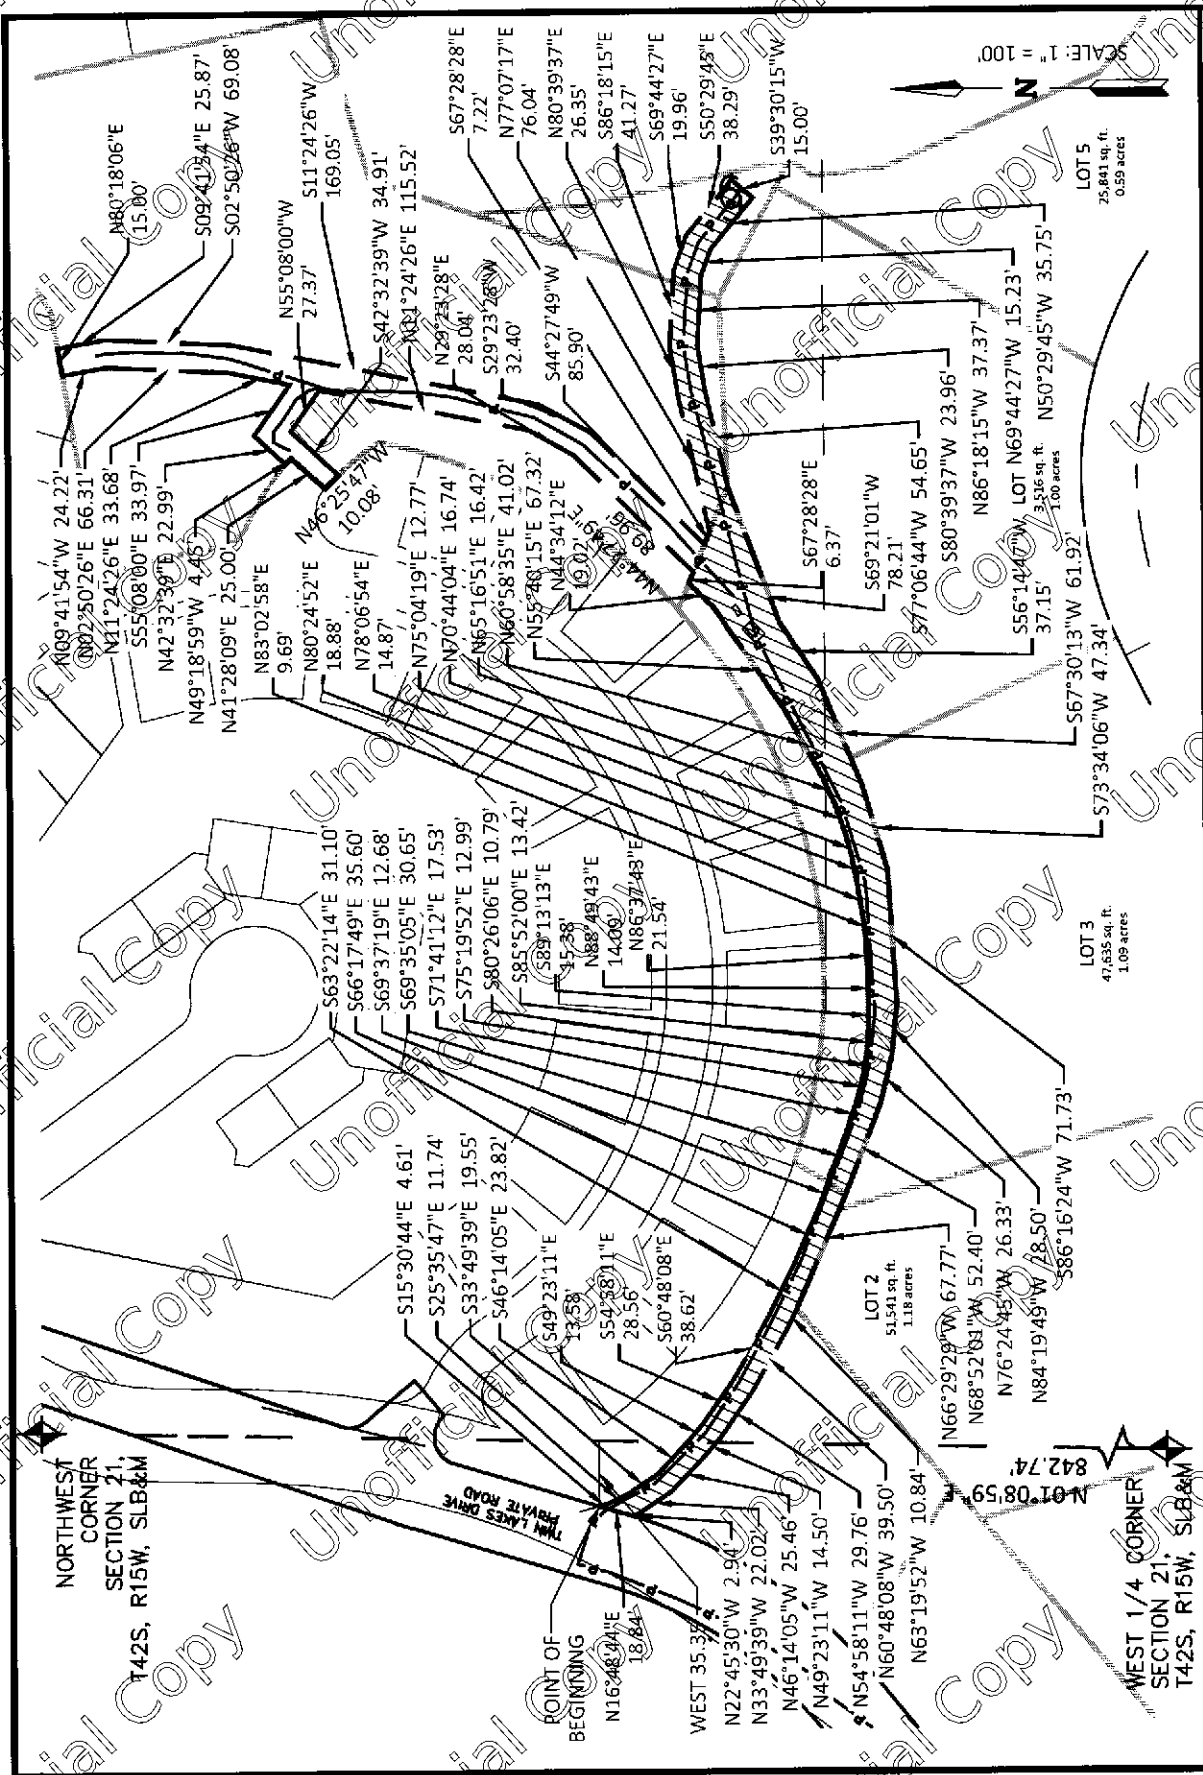 NORTHWEST
CORNER
SECTION 21,
T42S, R15W, SLB&M
N80°18'06"E
15.00'
S09°41'54"E 25.87'
S02°50'26"W 69.08'
N55°08'00"W
27.37'
S11°24'26"W
169.05'
S42°32'39"W 34.91'
N11°24'26"E 115.52'
N29°23'28"E
28.04'
S29°23'28"W
32.40'
S44°27'49"W
85.90'
S67°28'28"E
7.22'
N77°07'17"E
76.04'
N80°39'37"E
26.35'
S86°18'15"E
41.27'
S69°44'27"E
19.96'
S50°29'45"E
38.29'
S39°30'15"W
15.00'
SCALE: 1" = 100'
N
N09°41'54"W 24.22'
N02°50'26"E 66.31'
N11°24'26"E 33.68'
S55°08'00"E 33.97'
N42°32'39"E 22.99'
N49°18'59"W 4.45'
N41°28'09"E 25.00'
N46°25'47"W
10.08'
N83°02'58"E
9.69'
N80°24'52"E
18.88'
N78°06'54"E
14.87'
N75°04'19"E 12.77'
N70°44'04"E 16.74'
N65°16'51"E 16.42'
N60°58'35"E 41.02'
N55°40'15"E 67.32'
N44°34'12"E
19.02'
89.96'
S63°22'14"E 31.10'
S66°17'49"E 35.60'
S69°37'19"E 12.68'
S69°35'05"E 30.65'
S71°41'12"E 17.53'
S75°19'52"E 12.99'
S80°26'06"E 10.79'
S85°52'00"E 13.42'
S89°13'13"E
15.38'
N88°49'43"E
14.09'
N86°37'43"E
21.54'
S15°30'44"E 4.61'
S25°35'47"E 11.74'
S33°49'39"E 19.55'
S46°14'05"E 23.82'
S49°23'11"E
13.58'
S54°58'11"E
28.56'
S60°48'08"E
38.62'
TWIN LAKES DRIVE
PRIVATE ROAD
POINT OF
BEGINNING
N16°48'44"E
18.84'
WEST 35.35'
N22°45'30"W 2.94'
N33°49'39"W 22.02'
N46°14'05"W 25.46'
N49°23'11"W 14.50'
N54°58'11"W 29.76'
N60°48'08"W 39.50'
N63°19'52"W 10.84'
N66°29'29"W 67.77'
N68°52'01"W 52.40'
N76°24'45"W 26.33'
N84°19'49"W 28.50'
S86°16'24"W 71.73'
S73°34'06"W 47.34'
S67°30'13"W 61.92'
S56°14'47"W
37.15'
S77°06'44"W 54.65'
S69°21'01"W
78.21'
S67°28'28"E
6.37'
S80°39'37"W 23.96'
N86°18'15"W 37.37'
N69°44'27"W 15.23'
N50°29'45"W 35.75'
LOT 2
51,541 sq. ft.
1.18 acres
LOT 3
47,635 sq. ft.
1.09 acres
LOT
1.00 acres
LOT 5
25,841 sq. ft.
0.59 acres
N 01°08'59" E
842.74'
WEST 1/4 CORNER
SECTION 21,
T42S, R15W, SLB&M
Unofficial Copy